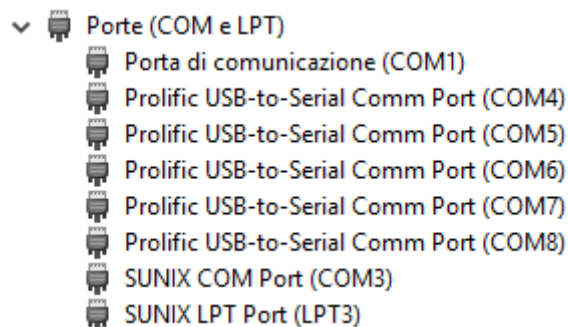 Porte (COM e LPT)
Porta di comunicazione (COM1)
Prolific USB-to-Serial Comm Port (COM4)
Prolific USB-to-Serial Comm Port (COM5)
Prolific USB-to-Serial Comm Port (COM6)
Prolific USB-to-Serial Comm Port (COM7)
Prolific USB-to-Serial Comm Port (COM8)
SUNIX COM Port (COM3)
SUNIX LPT Port (LPT3)